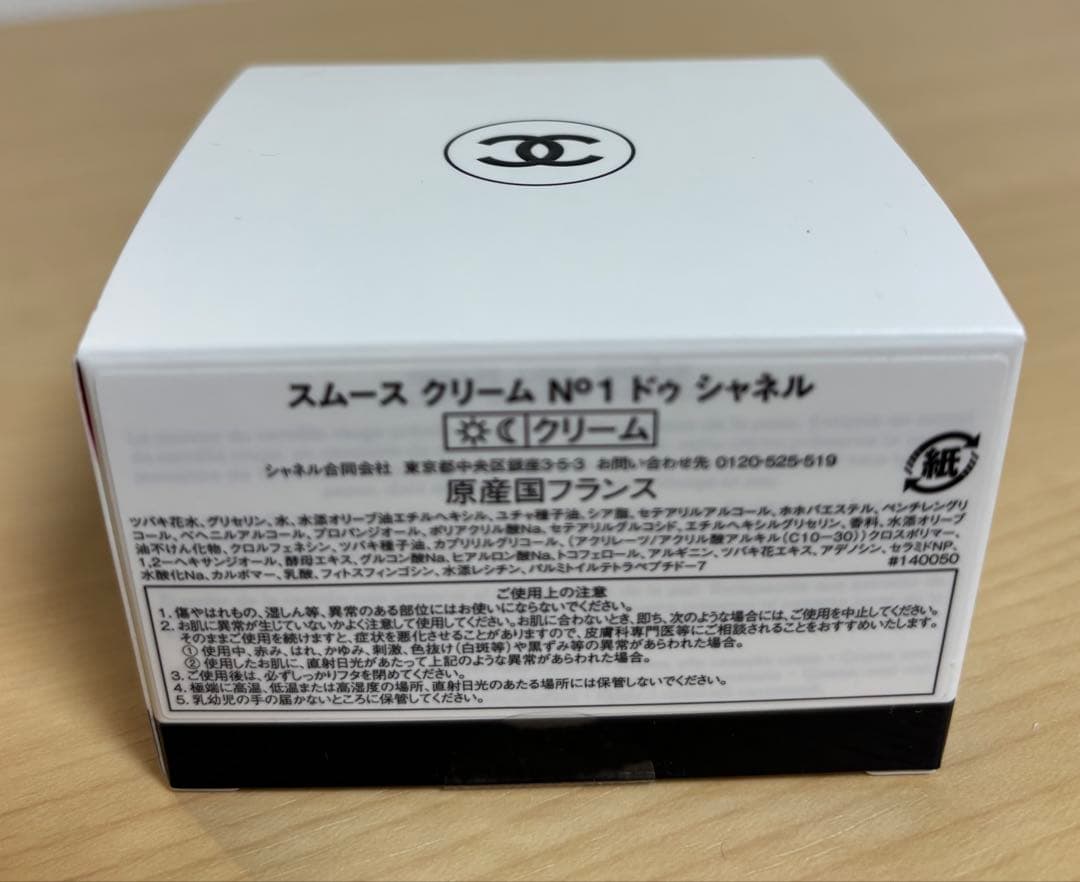 スムース クリーム Nº1 ドゥ シャネル
クリーム
シャネル合同会社 東京都中央区銀座3-5-3 お問い合わせ先 0120-525-519
紙
原産国フランス
ツバキ花水、グリセリン、水、水添オリーブ油エチルヘキシル、ユチャ種子油、シア脂、セテアリルアルコール、ホホバエステル、ペンチレングリ
コール、ベヘニルアルコール、プロパンジオール、ポリアクリル酸Na、セテアリルグルコシド、エチルヘキシルグリセリン、香料、水添オリーブ
油不けん化物、クロルフェネシン、ツバキ種子油、カプリリルグリコール、(アクリレーツ/アクリル酸アルキル(C10-30))クロスポリマー、
1,2-ヘキサンジオール、酵母エキス、グルコン酸Na、ヒアルロン酸Na、トコフェロール、アルギニン、ツバキ花エキス、アデノシン、セラミドNP、
水酸化Na、カルボマー、乳酸、フィトスフィンゴシン、水添レシチン、パルミトイルテトラペプチド-7 #140050
ご使用上の注意
1. 傷やはれもの、湿しん等、異常のある部位にはお使いにならないでください。
2. お肌に異常が生じていないかよく注意して使用してください。お肌に合わないとき、即ち、次のような場合には、ご使用を中止してください。
そのままご使用を続けますと、症状を悪化させることがありますので、皮膚科専門医等にご相談されることをおすすめいたします。
① 使用中、赤み、はれ、かゆみ、刺激、色抜け(白斑等)や黒ずみ等の異常があらわれた場合。
② 使用したお肌に、直射日光があたって上記のような異常があらわれた場合。
3. ご使用後は、必ずしっかりフタを閉めてください。
4. 極端に高温、低温または高湿度の場所、直射日光のあたる場所には保管しないでください。
5. 乳幼児の手の届かないところに保管してください。